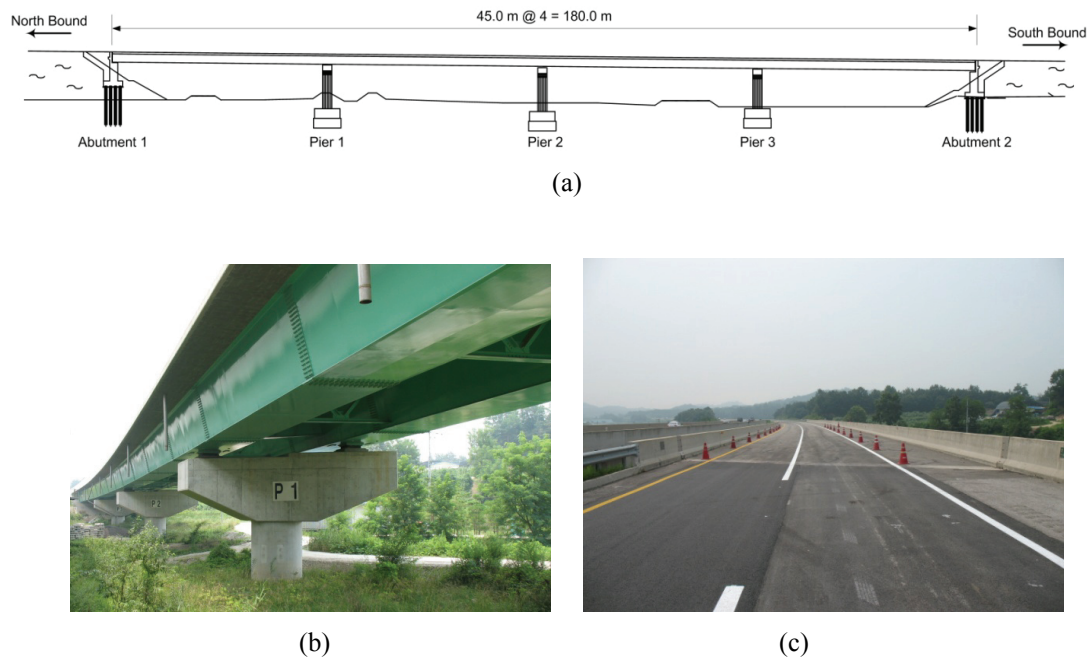 45.0 m @ 4 = 180.0 m
North Bound
South Bound
Abutment 1
Pier 1
Pier 2
Pier 3
Abutment 2
(a)
P 1
P 2
(b)
(c)